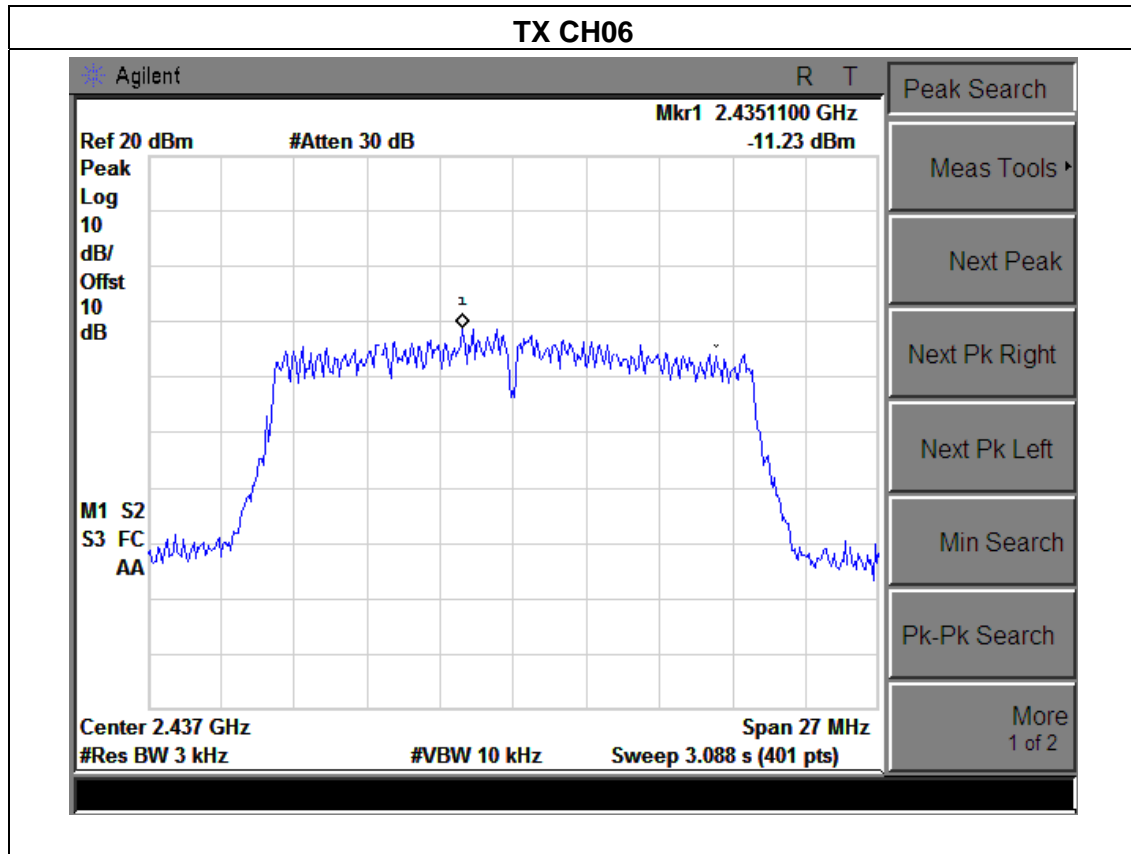 TX CH06
Agilent R T
Mkr1 2.4351100 GHz
Ref 20 dBm #Atten 30 dB -11.23 dBm
Peak
Log
10
dB/
Offst
10
dB
1
M1 S2
S3 FC
AA
Center 2.437 GHz Span 27 MHz
#Res BW 3 kHz #VBW 10 kHz Sweep 3.088 s (401 pts)
Peak Search
Meas Tools
Next Peak
Next Pk Right
Next Pk Left
Min Search
Pk-Pk Search
More
1 of 2